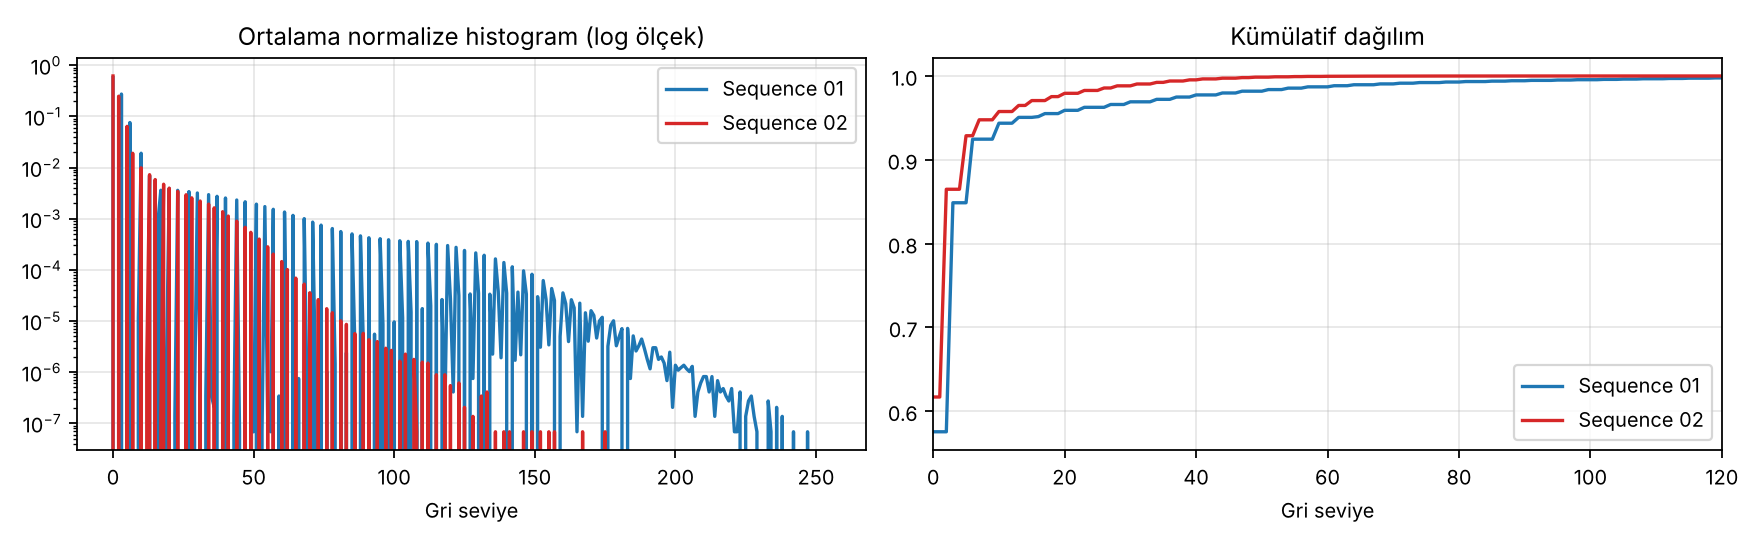 Ortalama normalize histogram (log ölçek)
10⁰
10⁻¹
10⁻²
10⁻³
10⁻⁴
10⁻⁵
10⁻⁶
10⁻⁷
Sequence 01
Sequence 02
0 50 100 150 200 250
Gri seviye
Kümülatif dağılım
1.0
0.9
0.8
0.7
0.6
Sequence 01
Sequence 02
0 20 40 60 80 100 120
Gri seviye